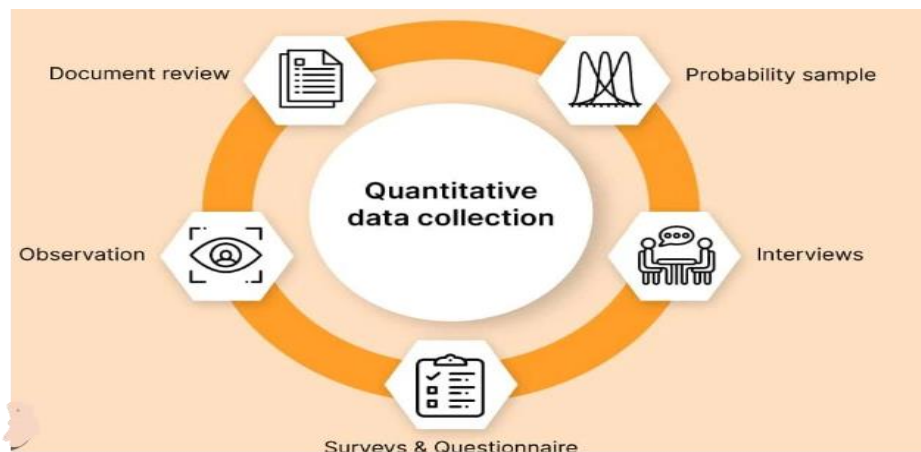 Document review
Probability sample
Quantitative
data collection
Observation
Interviews
Surveys & Questionnaire